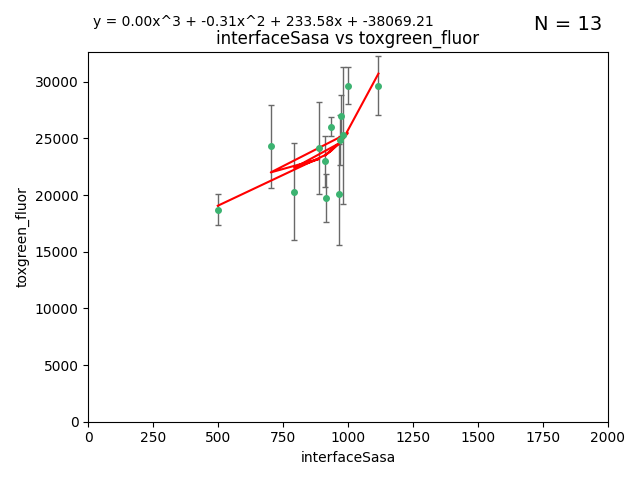 y = 0.00x^3 + -0.31x^2 + 233.58x + -38069.21
N = 13
interfaceSasa vs toxgreen_fluor
30000
25000
20000
15000
10000
5000
0
toxgreen_fluor
0 250 500 750 1000 1250 1500 1750 2000
interfaceSasa